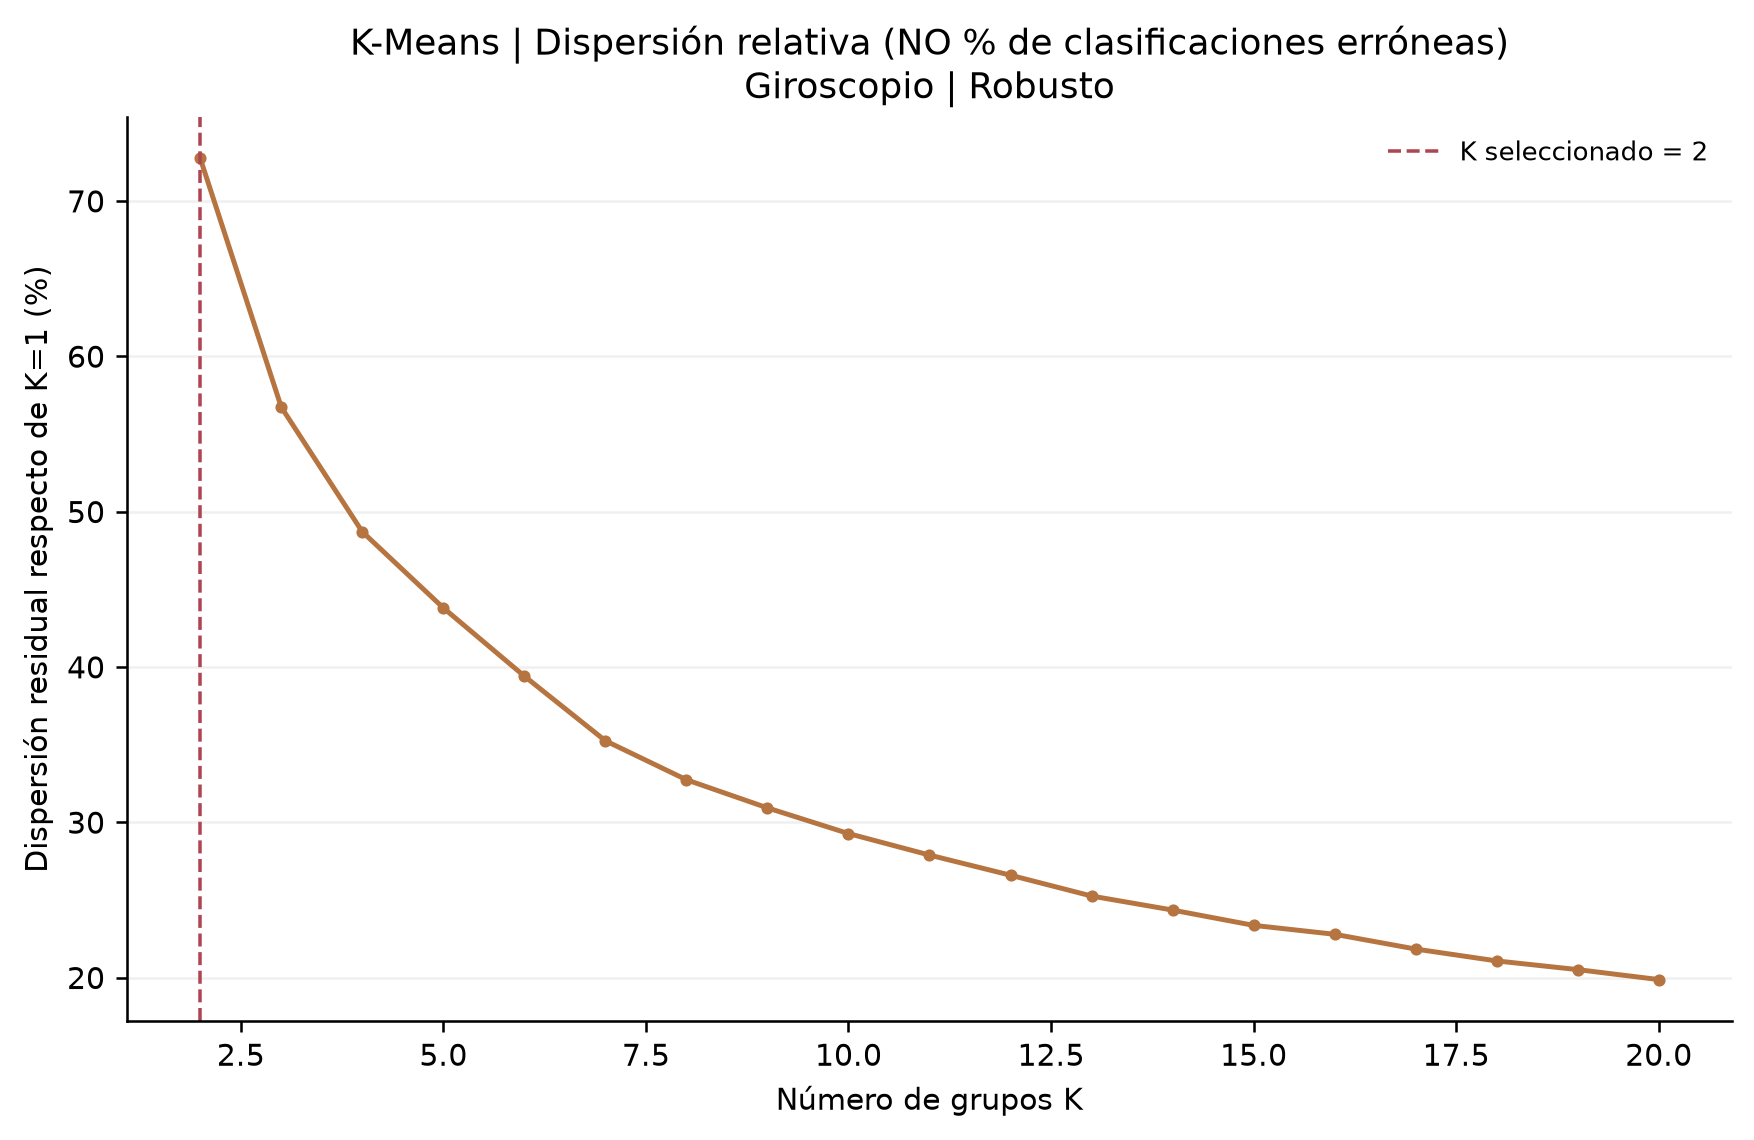 K-Means | Dispersión relativa (NO % de clasificaciones erróneas)
Giroscopio | Robusto
K seleccionado = 2
Dispersión residual respecto de K=1 (%)
70
60
50
40
30
20
2.5 5.0 7.5 10.0 12.5 15.0 17.5 20.0
Número de grupos K